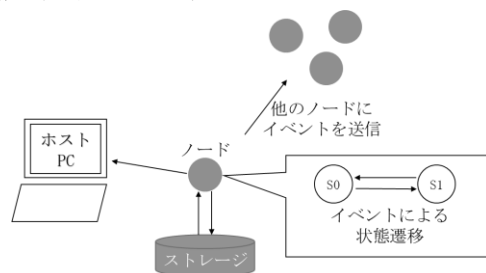 他のノードに
イベントを送信
ホスト
PC
ノード
S0
S1
イベントによる
状態遷移
ストレージ